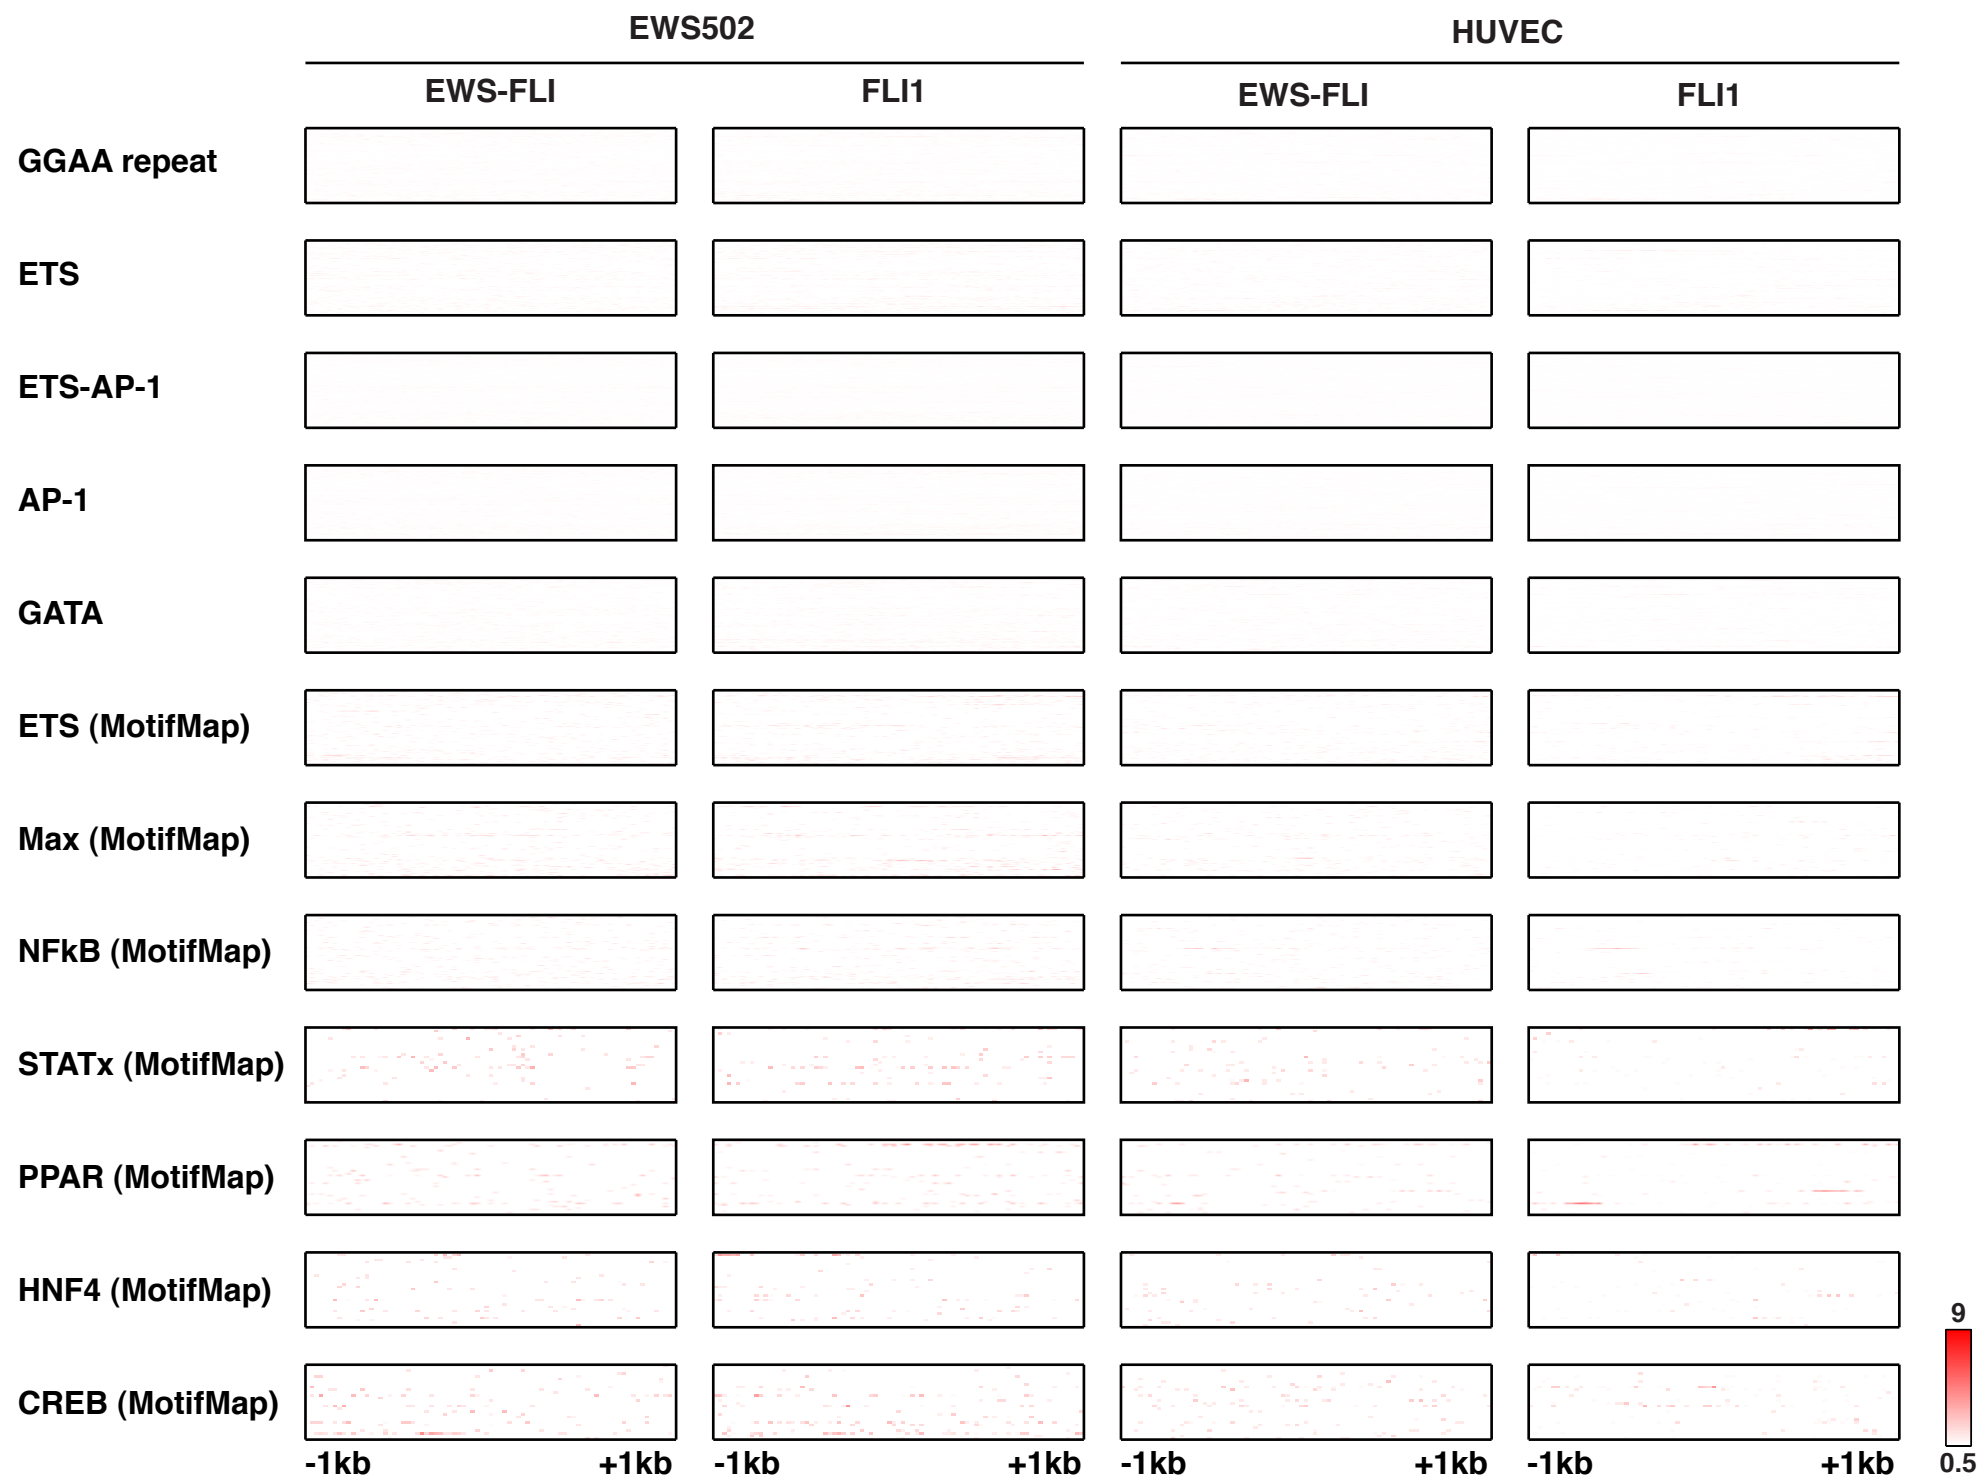 EWS502 HUVEC
EWS-FLI FLI1 EWS-FLI FLI1
GGAA repeat
ETS
ETS-AP-1
AP-1
GATA
ETS (MotifMap)
Max (MotifMap)
NFkB (MotifMap)
STATx (MotifMap)
PPAR (MotifMap)
HNF4 (MotifMap)
9
CREB (MotifMap)
-1kb +1kb -1kb +1kb -1kb +1kb -1kb +1kb 0.5